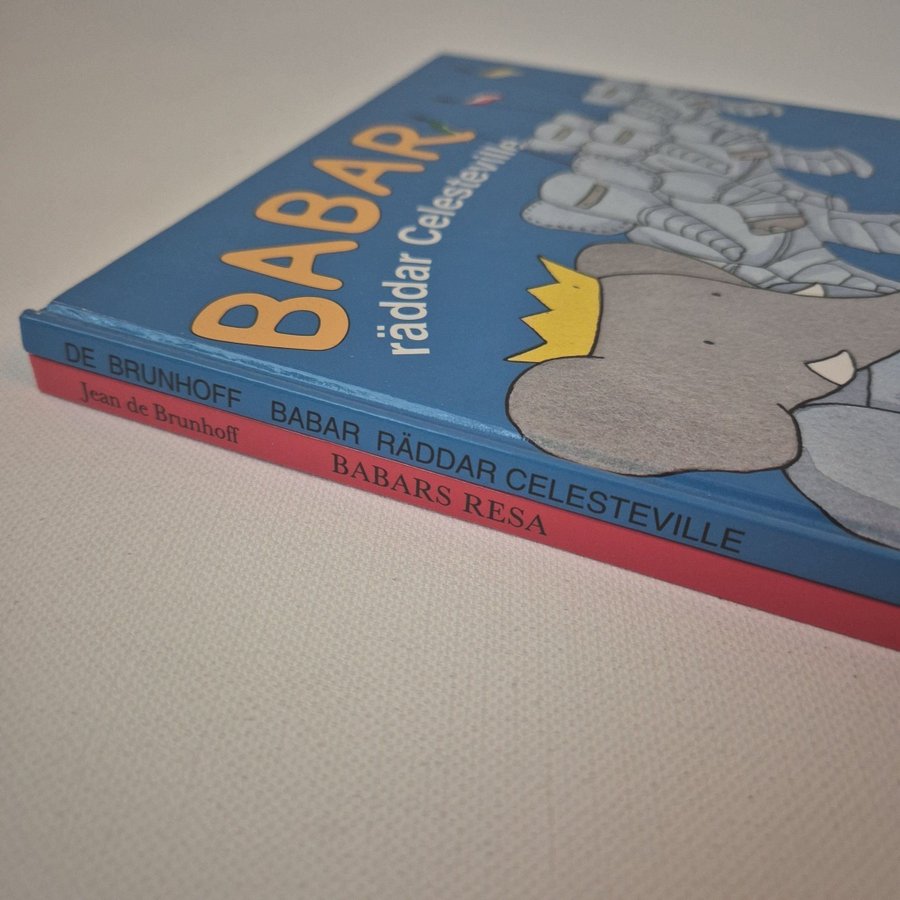 BABAR
räddar Celesteville
DE BRUNHOFF BABAR RÄDDAR CELESTEVILLE
Jean de Brunhoff BABARS RESA